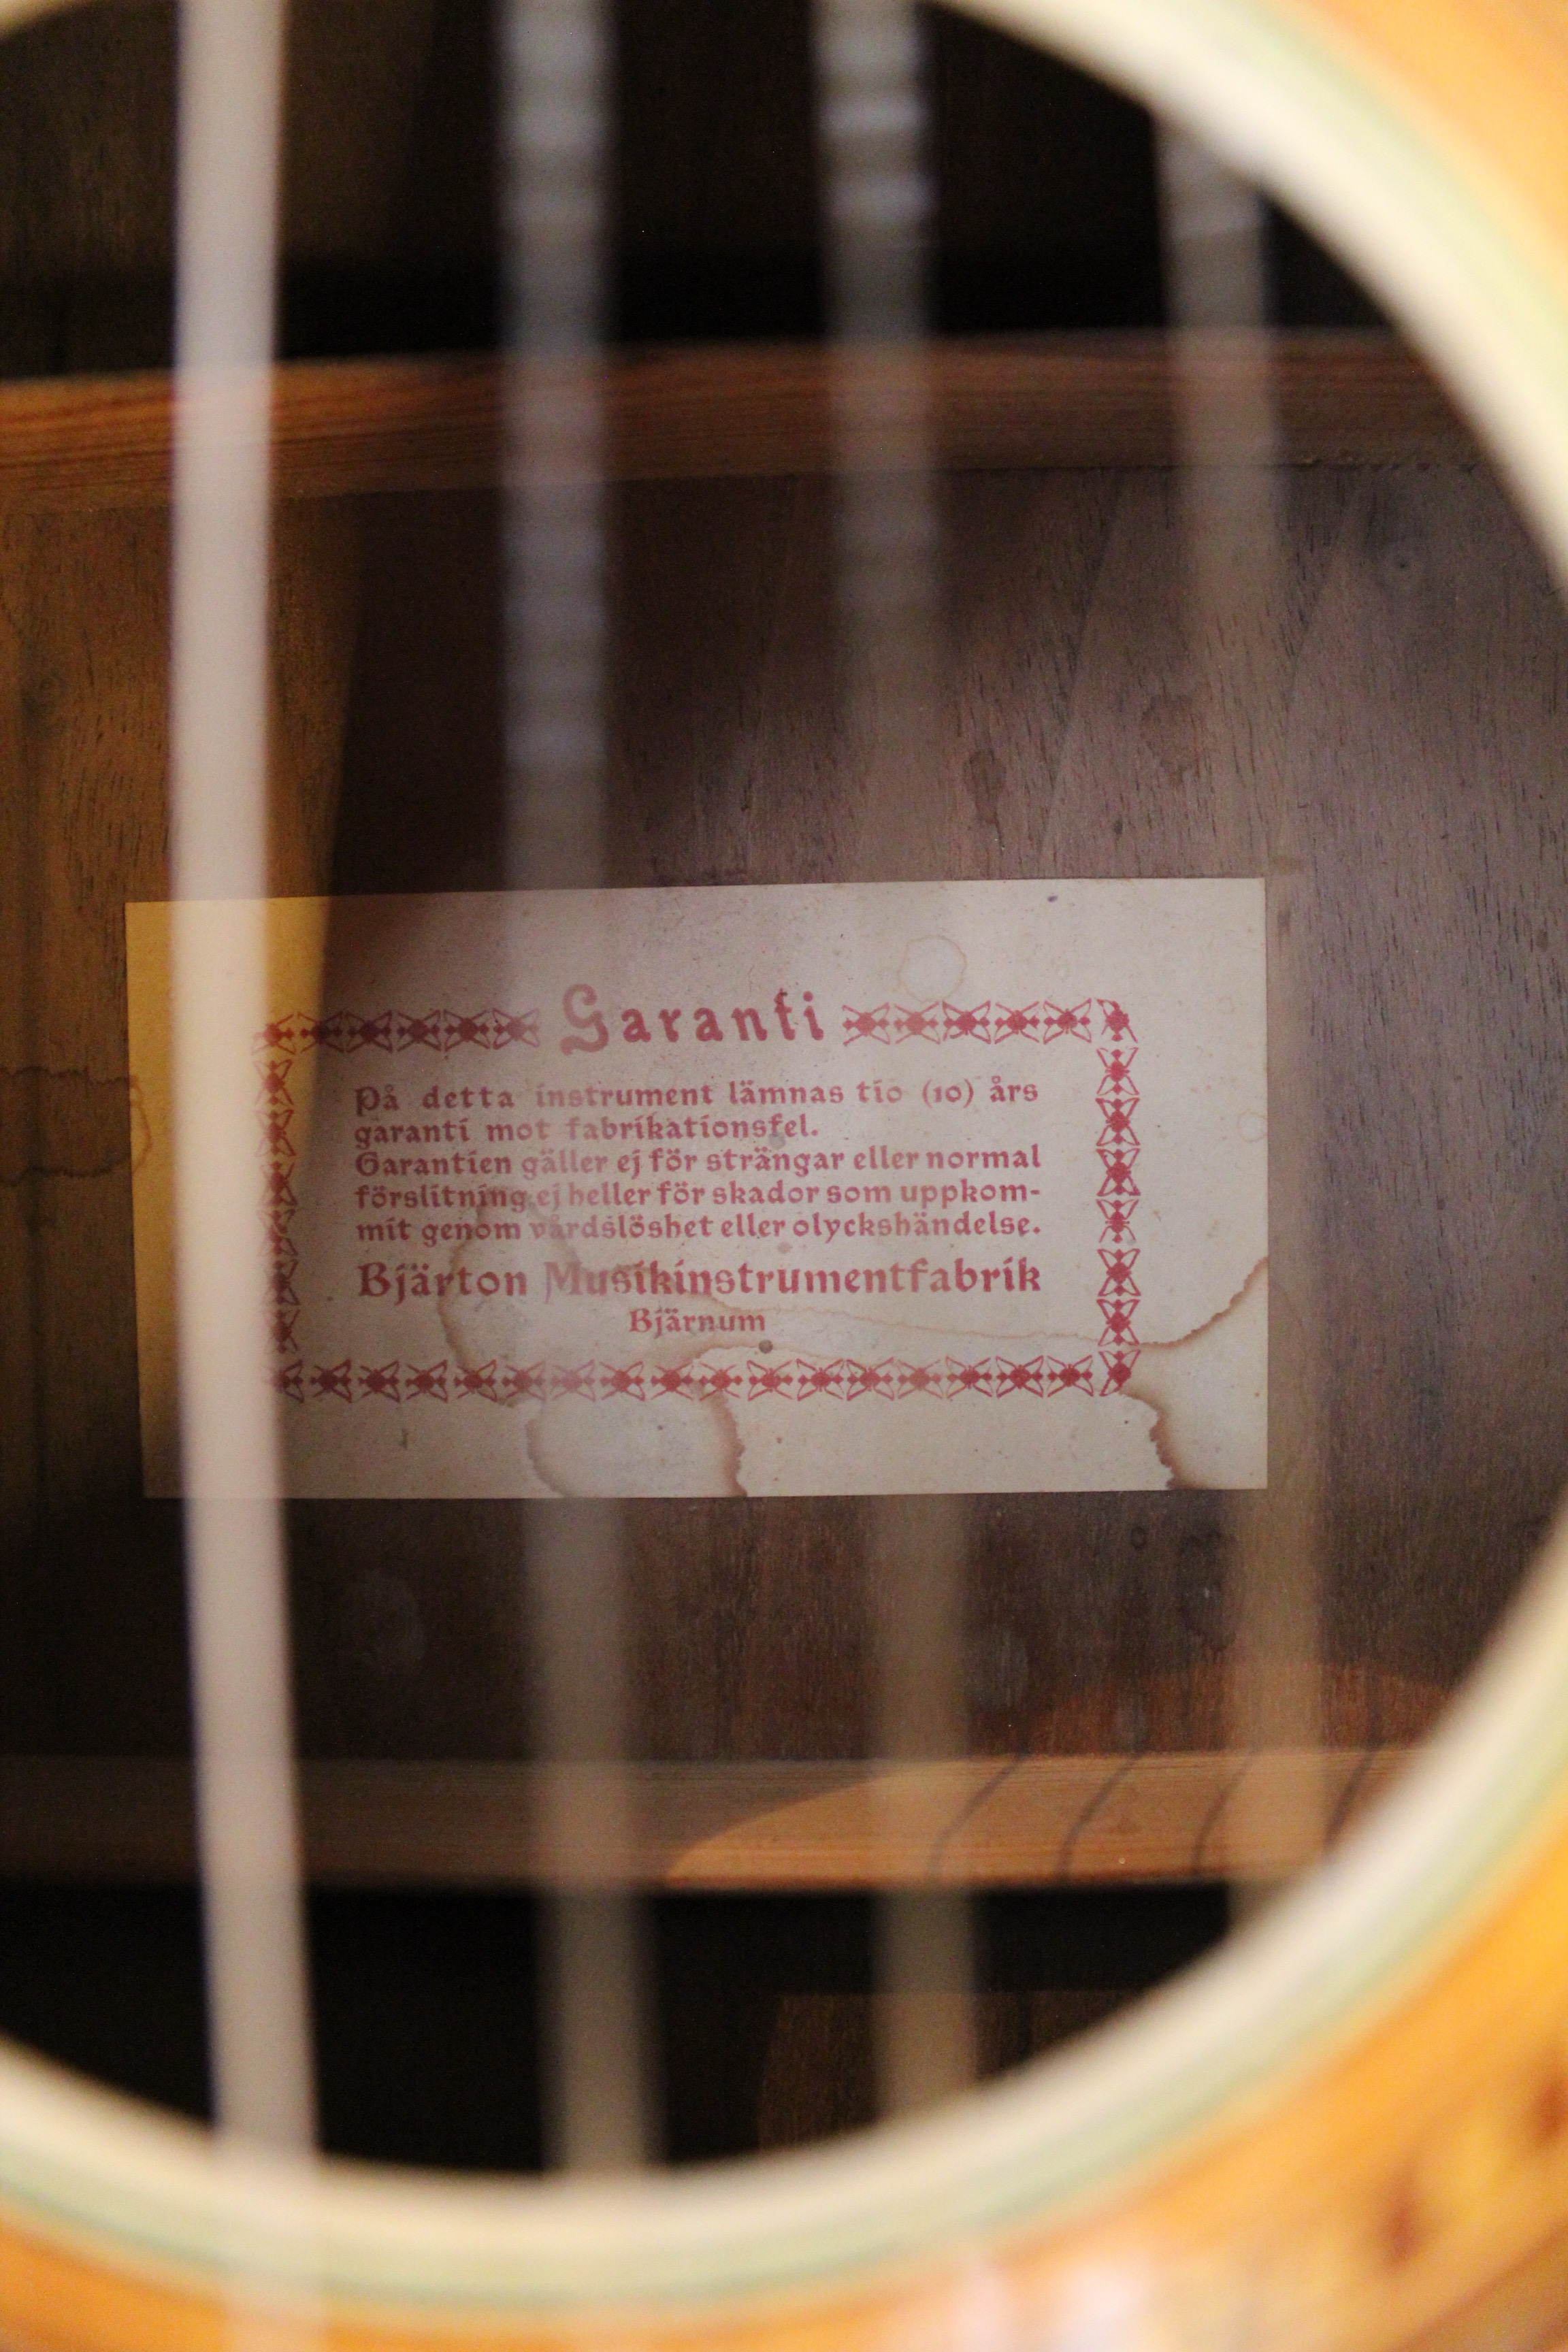 Garanti
På detta instrument lämnas tio (10) års
garanti mot fabrikationsfel.
Garantien gäller ej för strängar eller normal
förslitning ej heller för skador som uppkom-
mit genom vårdslöshet eller olyckshändelse.
Bjärton Musikinstrumentfabrik
Bjärnum